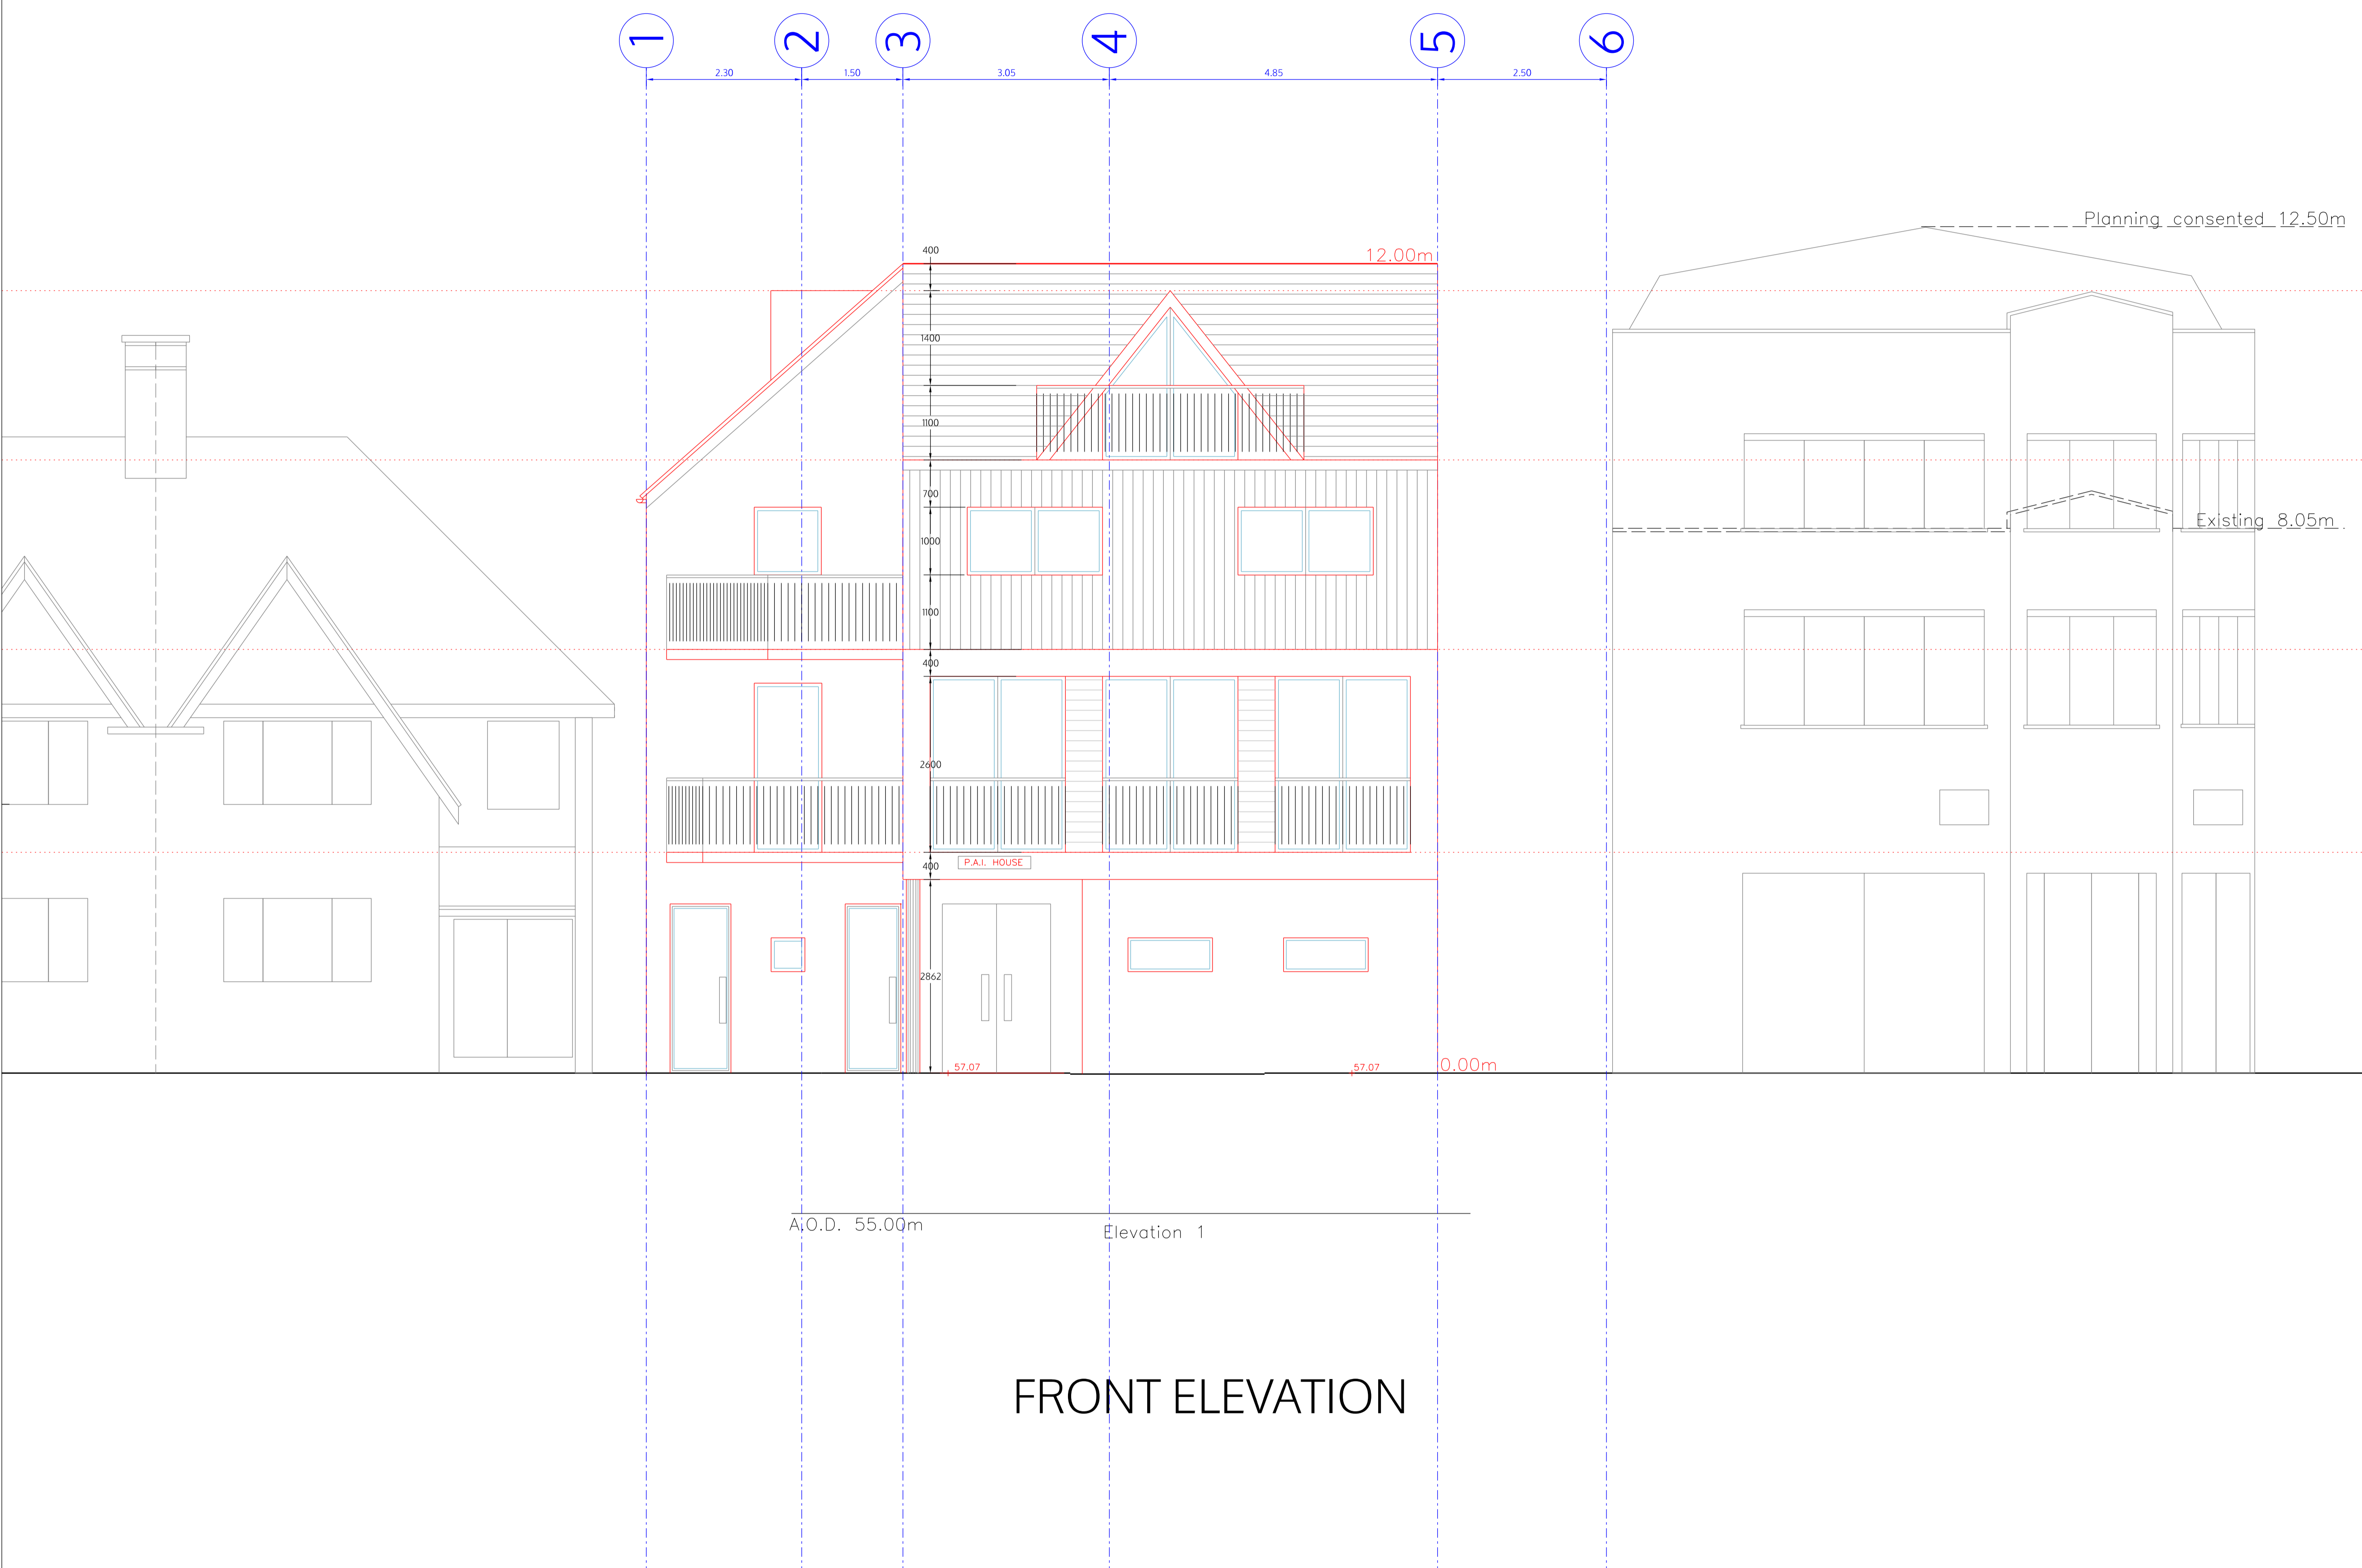 1 2 3 4 5 6
2.30 1.50 3.05 4.85 2.50
Planning consented 12.50m
400
12.00m
1400
1100
700
Existing 8.05m
1000
1100
400
2600
400
P.A.I. HOUSE
2862
57.07 57.07 0.00m
A.O.D. 55.00m
Elevation 1
FRONT ELEVATION